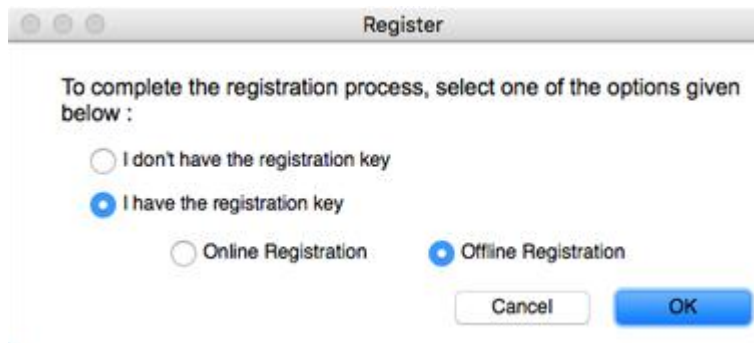 Register
To complete the registration process, select one of the options given
below :
I don't have the registration key
I have the registration key
Online Registration Offline Registration
Cancel OK